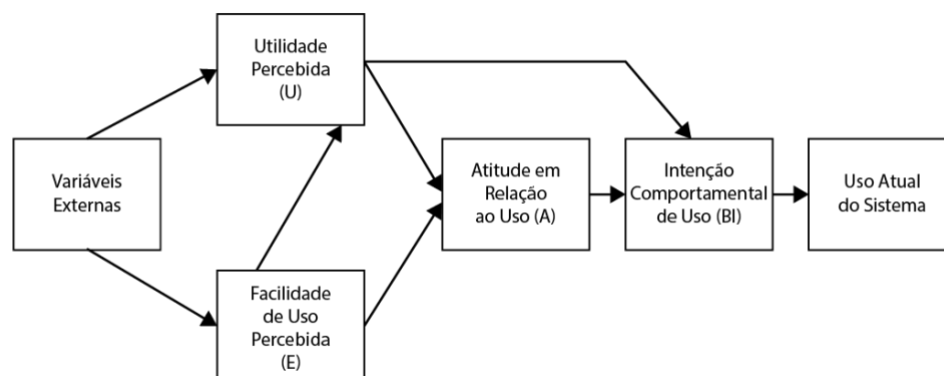 Utilidade
Percebida
(U)
Variáveis
Externas
Atitude em
Relação
ao Uso (A)
Intenção
Comportamental
de Uso (BI)
Uso Atual
do Sistema
Facilidade
de Uso
Percebida
(E)